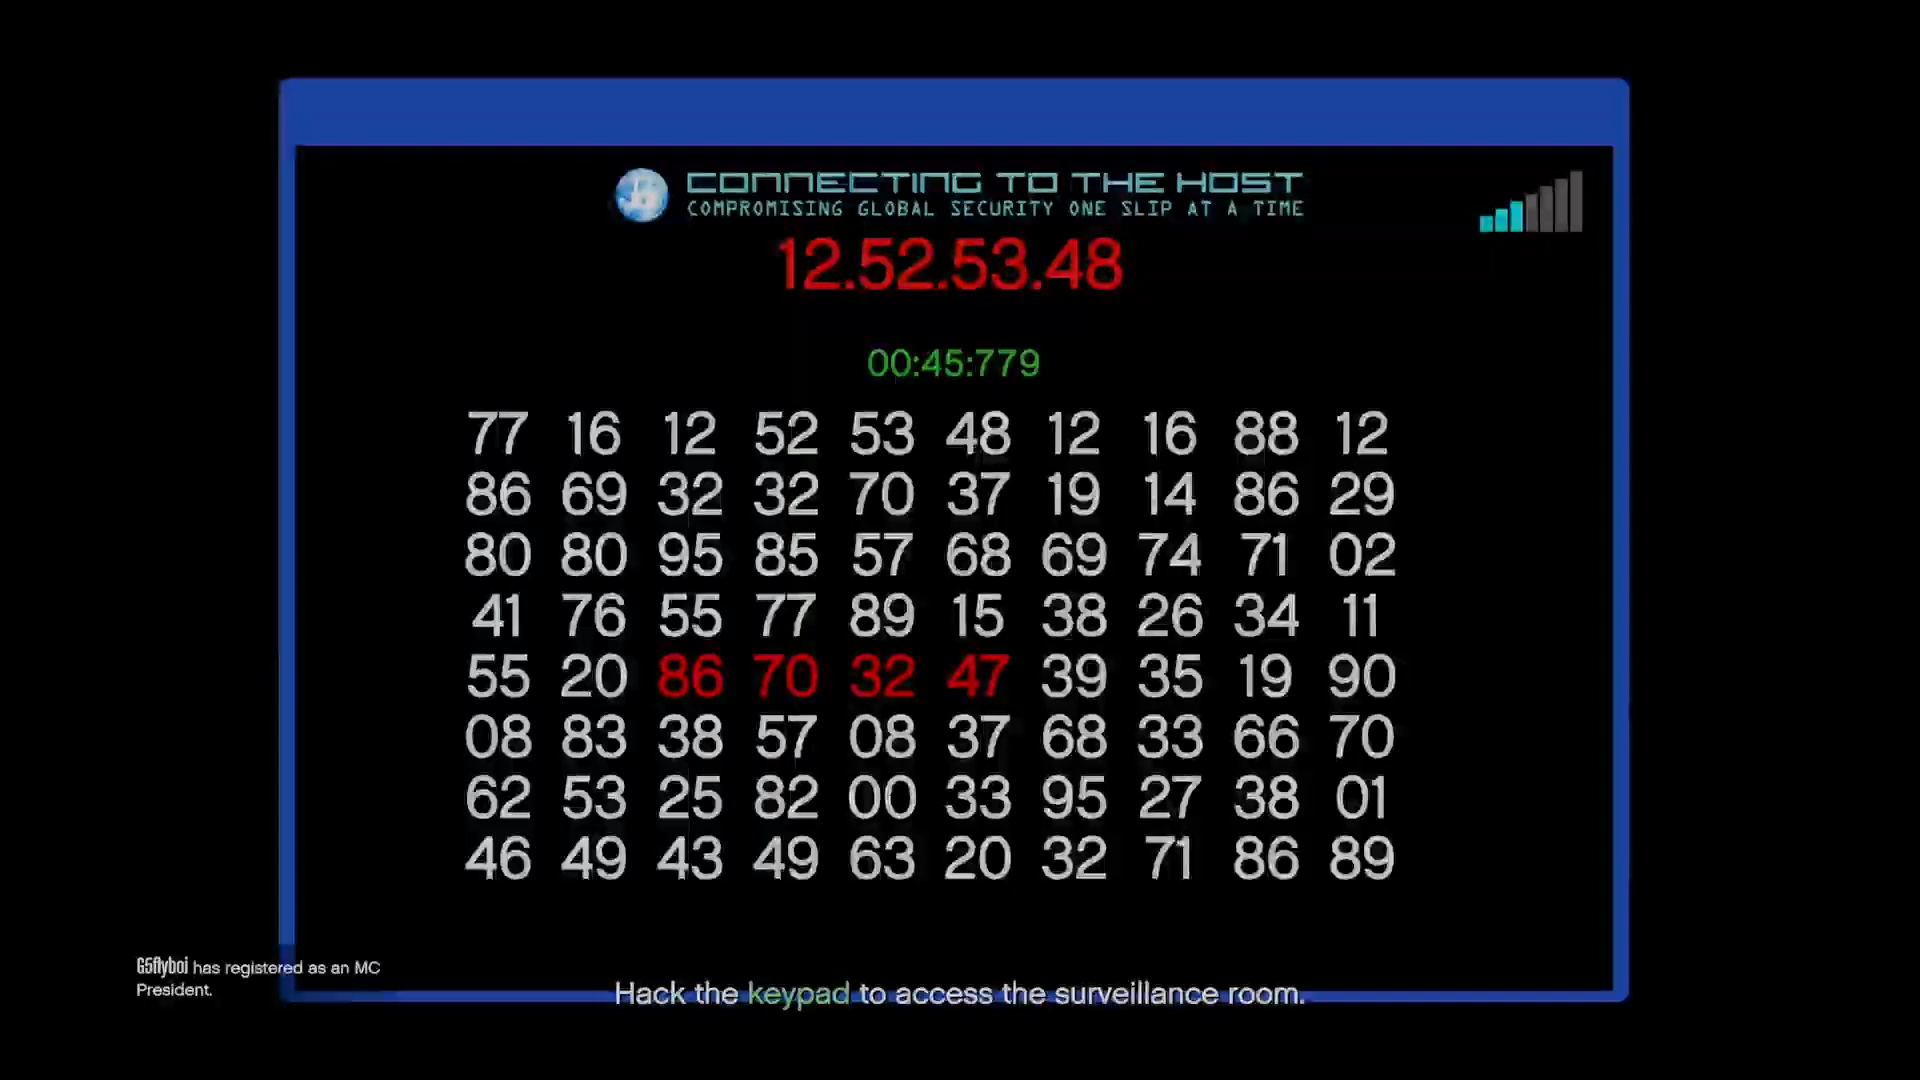 CONNECTING TO THE HOST
COMPROMISING GLOBAL SECURITY ONE SLIP AT A TIME
12.52.53.48
00:45:779
77 16 12 52 53 48 12 16 88 12
86 69 32 32 70 37 19 14 86 29
80 80 95 85 57 68 69 74 71 02
41 76 55 77 89 15 38 26 34 11
55 20 86 70 32 47 39 35 19 90
08 83 38 57 08 37 68 33 66 70
62 53 25 82 00 33 95 27 38 01
46 49 43 49 63 20 32 71 86 89
G5flyboi has registered as an MC
President.
Hack the keypad to access the surveillance room.